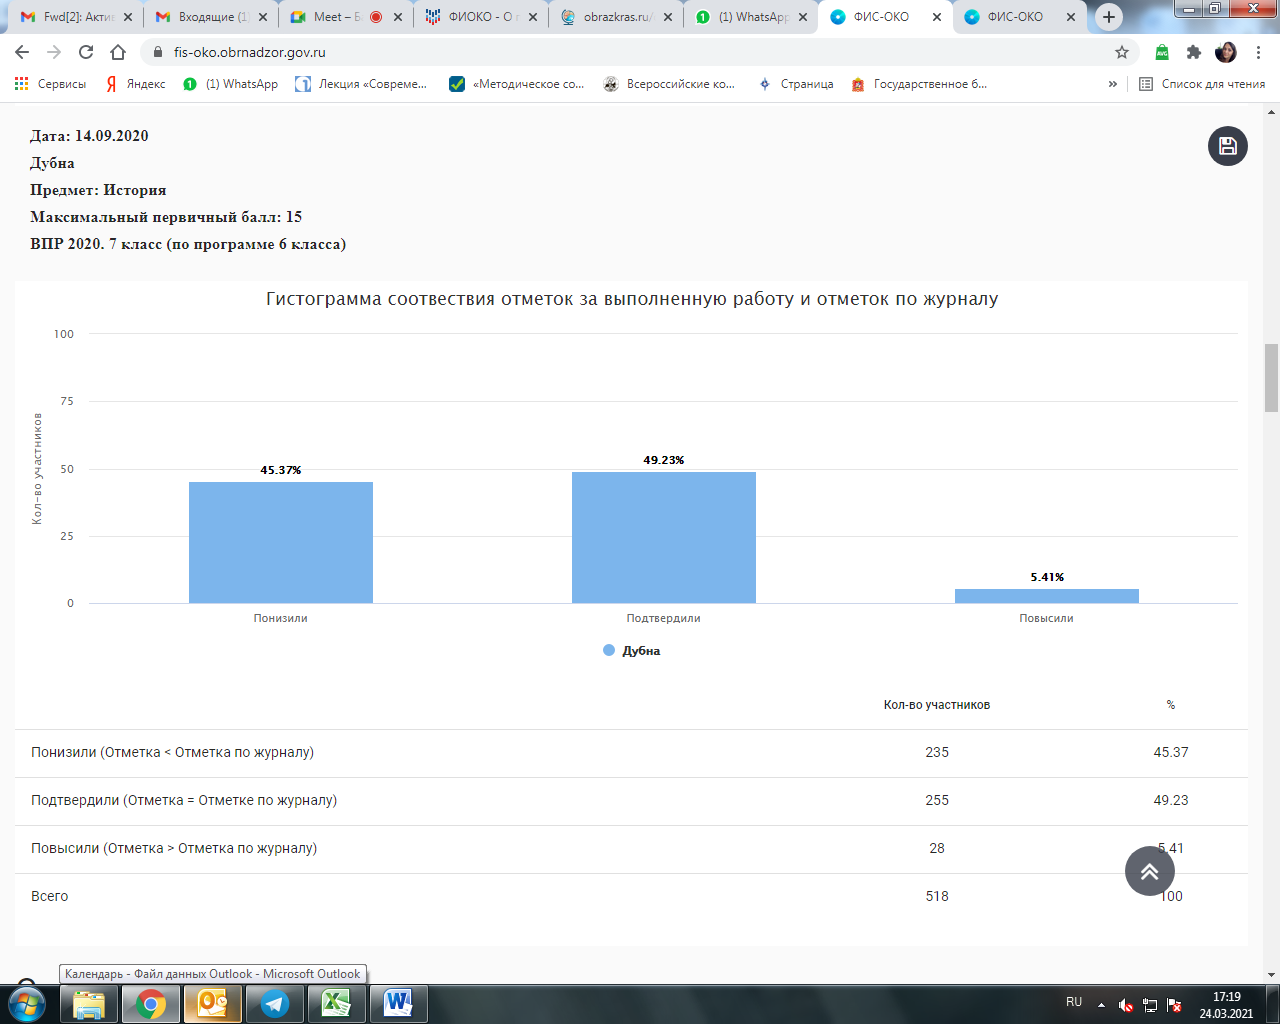 Fwd[2]: Актив
Входящие (1
Meet – Б
ФИОКО - О
obrazkras.ru/
(1) WhatsApp
ФИС-ОКО
ФИС-ОКО
fis-oko.obrnadzor.gov.ru
Сервисы
Яндекс
(1) WhatsApp
Лекция «Совреме...
«Методическое со...
Всероссийские ко...
Страница
Государственное б...
»
Список для чтения
Дата: 14.09.2020
Дубна
Предмет: История
Максимальный первичный балл: 15
ВПР 2020. 7 класс (по программе 6 класса)
Гистограмма соотвествия отметок за выполненную работу и отметок по журналу
Кол-во участников
100
75
50
25
0
45.37%
49.23%
5.41%
Понизили
Подтвердили
Повысили
Дубна
Кол-во участников %
Понизили (Отметка < Отметка по журналу) 235 45.37
Подтвердили (Отметка = Отметке по журналу) 255 49.23
Повысили (Отметка > Отметка по журналу) 28 5.41
Всего 518 100
Календарь - Файл данных Outlook - Microsoft Outlook
RU
17:19
24.03.2021